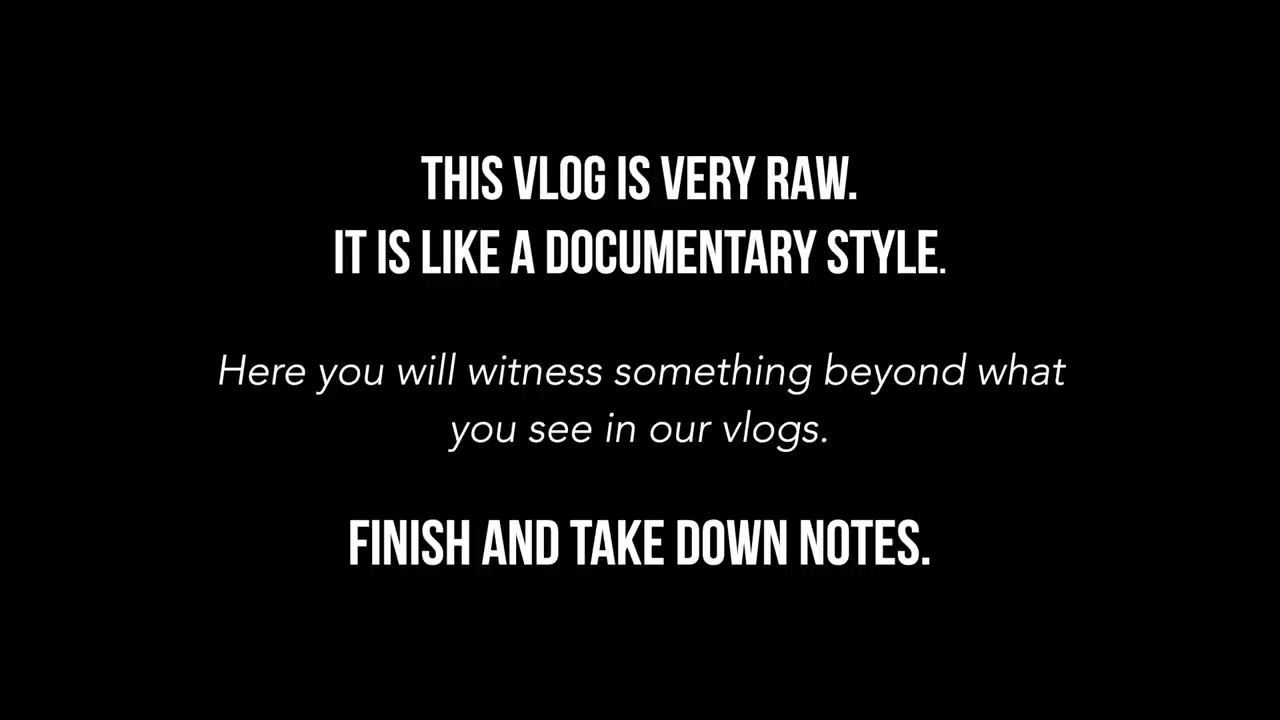 THIS VLOG IS VERY RAW.
IT IS LIKE A DOCUMENTARY STYLE.
Here you will witness something beyond what
you see in our vlogs.
FINISH AND TAKE DOWN NOTES.